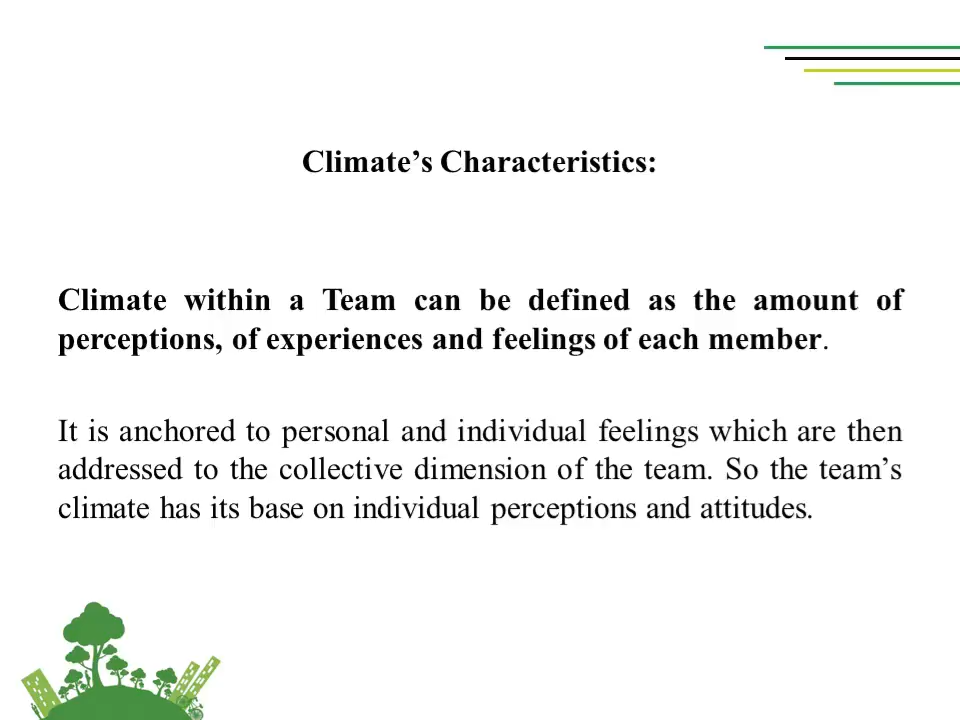 Climate’s Characteristics:
Climate within a Team can be defined as the amount of
perceptions, of experiences and feelings of each member.
It is anchored to personal and individual feelings which are then
addressed to the collective dimension of the team. So the team’s
climate has its base on individual perceptions and attitudes.